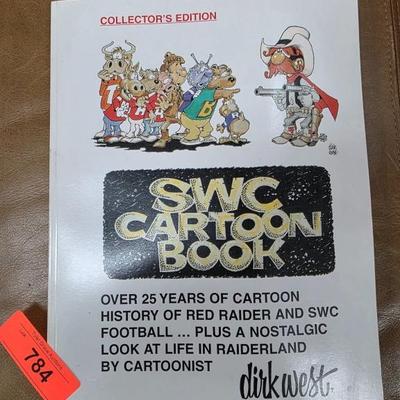 COLLECTOR'S EDITION
SWC
CARTOON
BOOK
OVER 25 YEARS OF CARTOON
HISTORY OF RED RAIDER AND SWC
FOOTBALL ... PLUS A NOSTALGIC
LOOK AT LIFE IN RAIDERLAND
BY CARTOONIST
dirk west
784